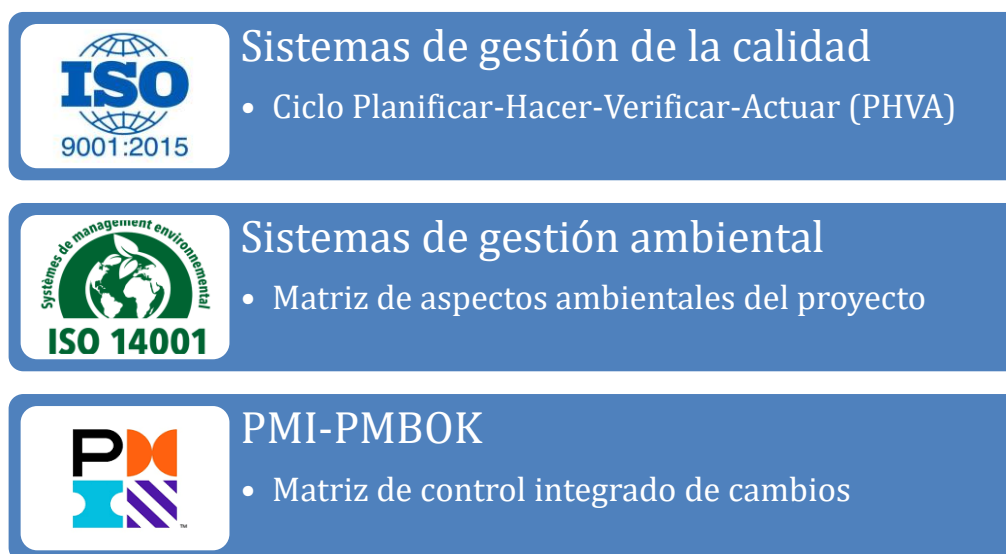 ISO
9001:2015
Sistemas de gestión de la calidad
• Ciclo Planificar-Hacer-Verificar-Actuar (PHVA)
Systèmes de management environnemental
ISO 14001
Sistemas de gestión ambiental
• Matriz de aspectos ambientales del proyecto
PMI
TM
PMI-PMBOK
• Matriz de control integrado de cambios